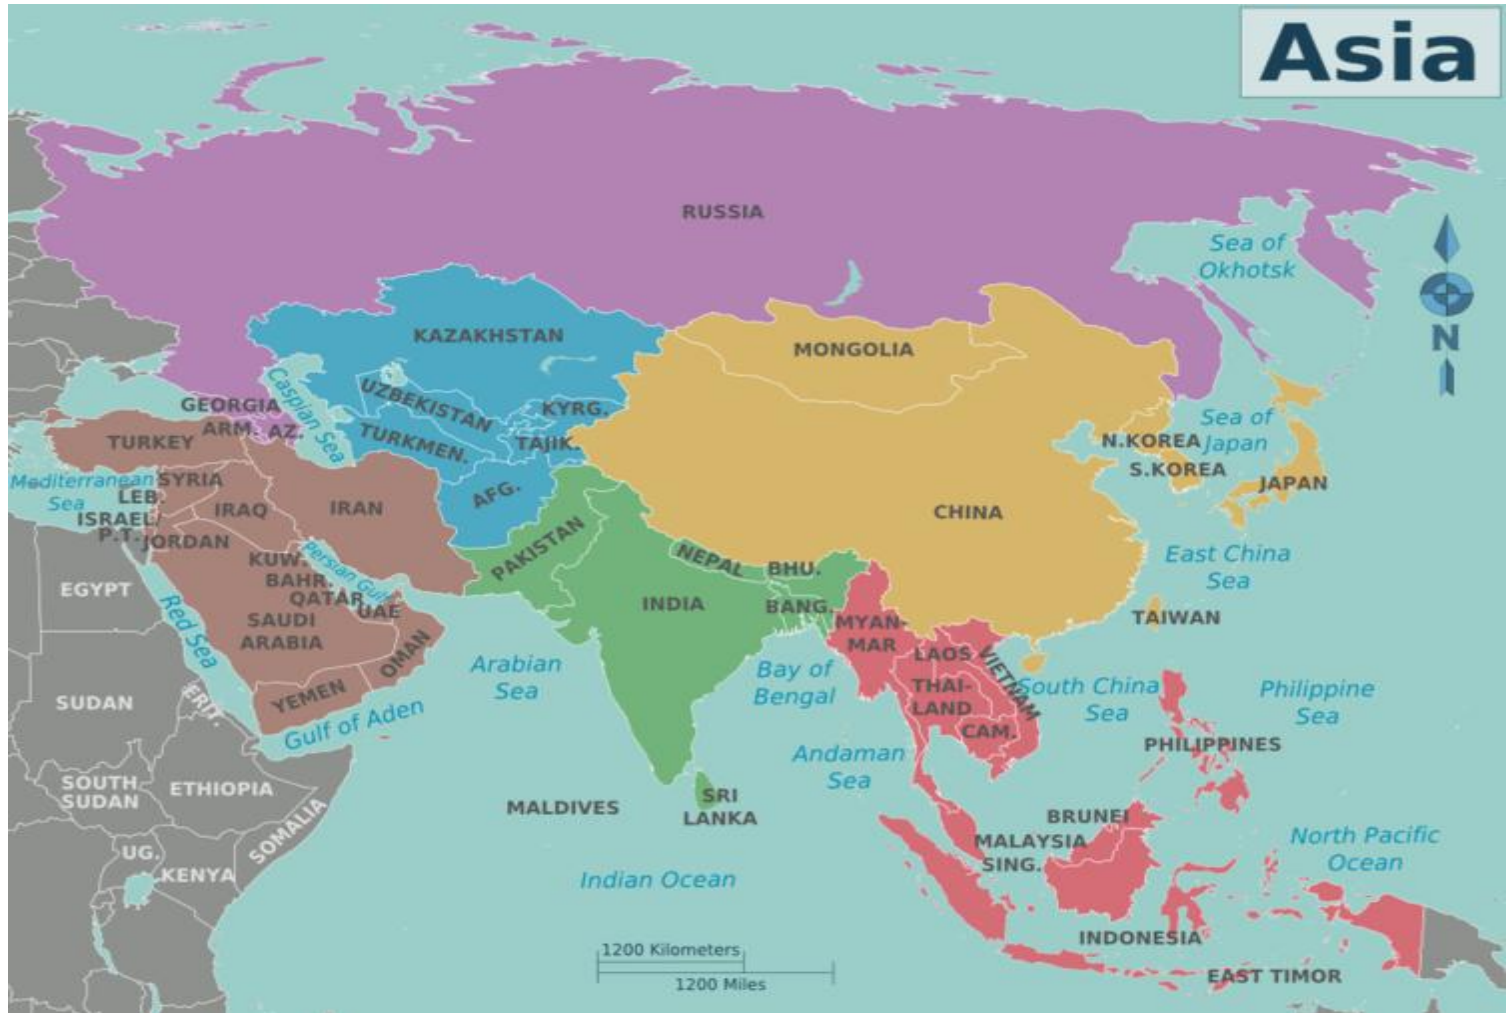 Asia
RUSSIA
Sea of
Okhotsk
N
KAZAKHSTAN
MONGOLIA
UZBEKISTAN
KYRG.
Caspian Sea
GEORGIA
ARM.
AZ.
TURKMEN.
TAJIK.
TURKEY
Sea of
Japan
N.KOREA
S.KOREA
JAPAN
Mediterranean
Sea
SYRIA
LEB.
ISRAEL/
P.T.
JORDAN
IRAQ
IRAN
AFG.
CHINA
PAKISTAN
NEPAL
BHU.
East China
Sea
KUW.
Persian Gulf
BAHR.
QATAR
UAE
EGYPT
Red Sea
SAUDI
ARABIA
OMAN
INDIA
BANG.
MYAN-
MAR
TAIWAN
LAOS
VIETNAM
THAI-
LAND
CAM.
Arabian
Sea
Bay of
Bengal
South China
Sea
Philippine
Sea
YEMEN
Gulf of Aden
SUDAN
ERIT.
Andaman
Sea
PHILIPPINES
SOUTH
SUDAN
ETHIOPIA
SOMALIA
MALDIVES
SRI
LANKA
BRUNEI
MALAYSIA
SING.
North Pacific
Ocean
UG.
KENYA
Indian Ocean
INDONESIA
EAST TIMOR
1200 Kilometers
1200 Miles